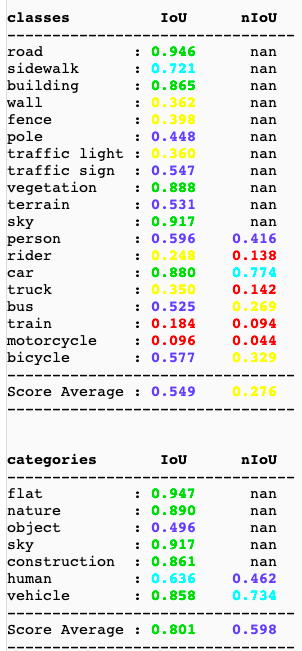 classes IoU nIoU
--------------------------------
road : 0.946 nan
sidewalk : 0.721 nan
building : 0.865 nan
wall : 0.362 nan
fence : 0.398 nan
pole : 0.448 nan
traffic light : 0.360 nan
traffic sign : 0.547 nan
vegetation : 0.888 nan
terrain : 0.531 nan
sky : 0.917 nan
person : 0.596 0.416
rider : 0.248 0.138
car : 0.880 0.774
truck : 0.350 0.142
bus : 0.525 0.269
train : 0.184 0.094
motorcycle : 0.096 0.044
bicycle : 0.577 0.329
--------------------------------
Score Average : 0.549 0.276
--------------------------------
categories IoU nIoU
--------------------------------
flat : 0.947 nan
nature : 0.890 nan
object : 0.496 nan
sky : 0.917 nan
construction : 0.861 nan
human : 0.636 0.462
vehicle : 0.858 0.734
--------------------------------
Score Average : 0.801 0.598
--------------------------------